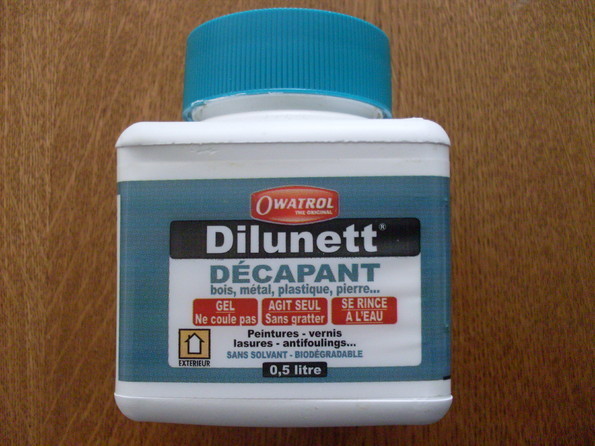 OWATROL
THE ORIGINAL
Dilunett®
DÉCAPANT
bois, métal, plastique, pierre...
GEL
Ne coule pas
AGIT SEUL
Sans gratter
SE RINCE
A L'EAU
Peintures - vernis
lasures - antifoulings...
SANS SOLVANT - BIODÉGRADABLE
EXTERIEUR
0,5 litre